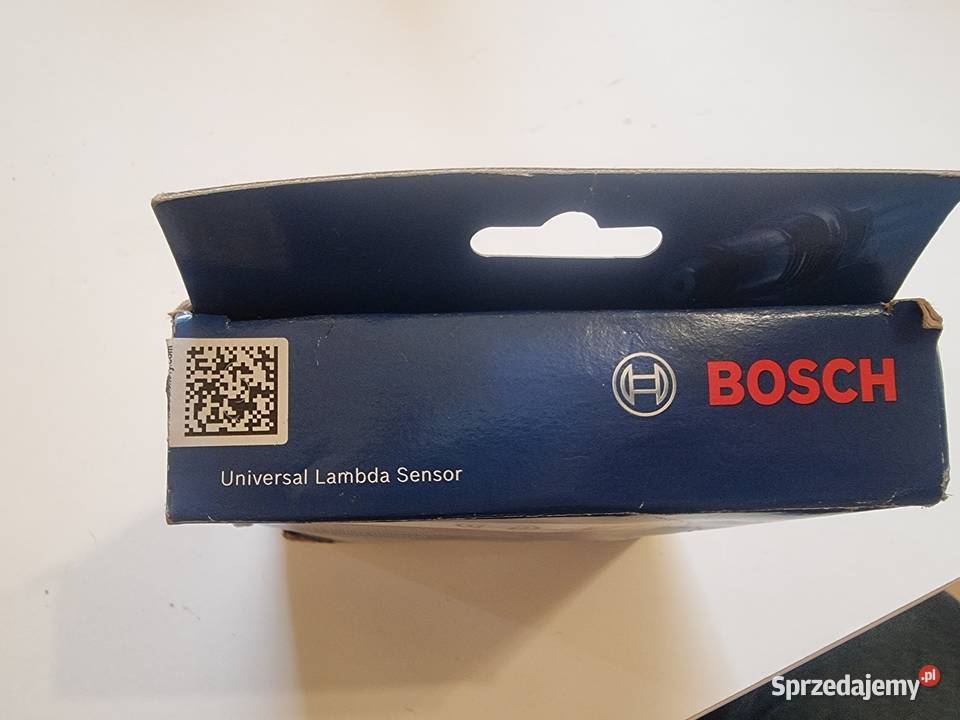 BOSCH
Universal Lambda Sensor
Sprzedajemy.pl